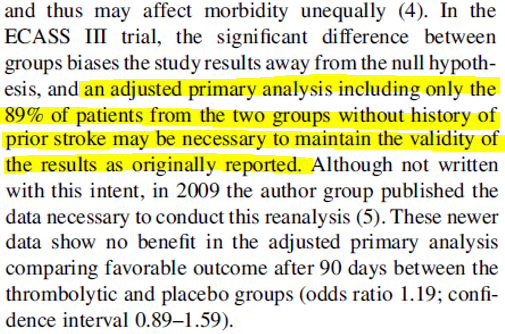 and thus may affect morbidity unequally (4). In the
ECASS III trial, the significant difference between
groups biases the study results away from the null hypoth-
esis, and an adjusted primary analysis including only the
89% of patients from the two groups without history of
prior stroke may be necessary to maintain the validity of
the results as originally reported. Although not written
with this intent, in 2009 the author group published the
data necessary to conduct this reanalysis (5). These newer
data show no benefit in the adjusted primary analysis
comparing favorable outcome after 90 days between the
thrombolytic and placebo groups (odds ratio 1.19; confi-
dence interval 0.89–1.59).